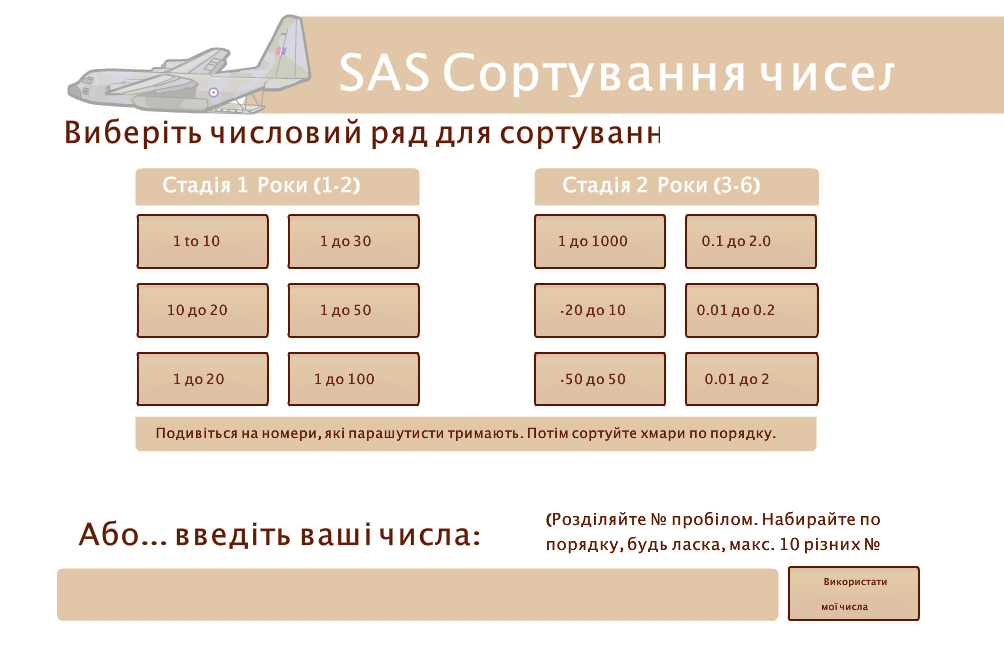 SAS Сортування чисел
Виберіть числовий ряд для сортуванн
Стадія 1 Роки (1-2)
1 to 10
1 до 30
10 до 20
1 до 50
1 до 20
1 до 100
Стадія 2 Роки (3-6)
1 до 1000
0.1 до 2.0
-20 до 10
0.01 до 0.2
-50 до 50
0.01 до 2
Подивіться на номери, які парашутисти тримають. Потім сортуйте хмари по порядку.
Або... введіть ваші числа:
(Розділяйте № пробілом. Набирайте по
порядку, будь ласка, макс. 10 різних №
Використати
мої числа